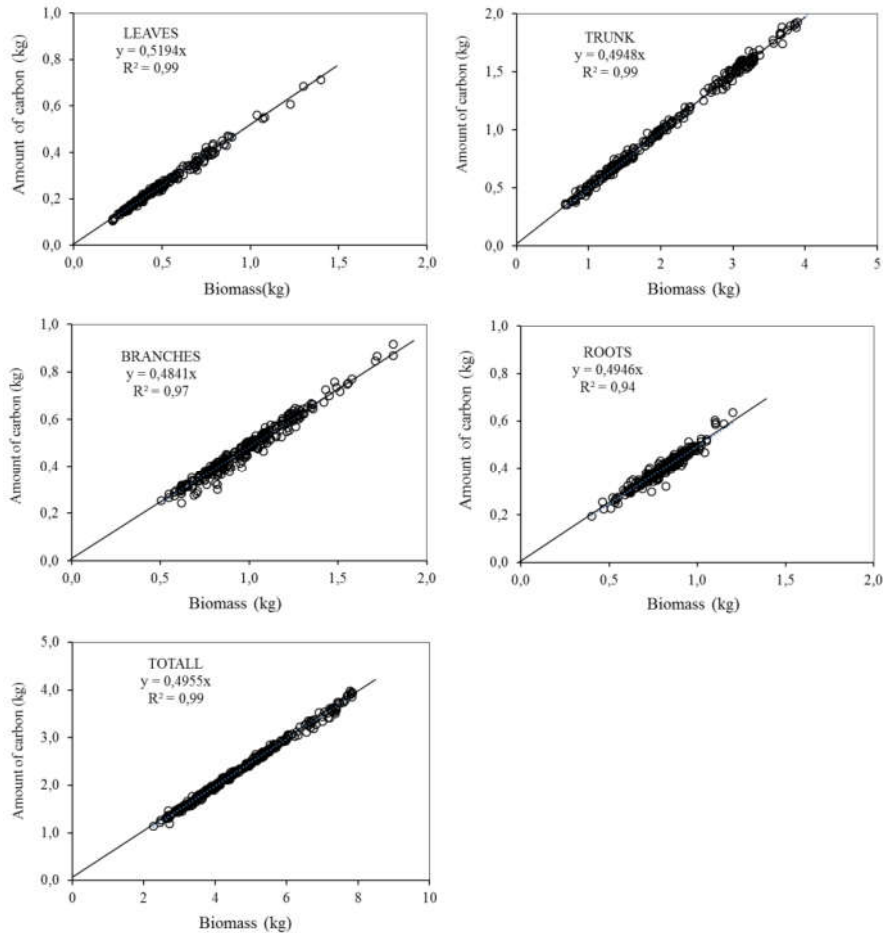 LEAVES
y = 0,5194x
R² = 0,99
Amount of carbon (kg)
1,0
0,8
0,6
0,4
0,2
0,0
0,0 0,5 1,0 1,5 2,0
Biomass(kg)
TRUNK
y = 0,4948x
R² = 0,99
Amount of carbon (kg)
2,0
1,5
1,0
0,5
0,0
0 1 2 3 4 5
Biomass (kg)
BRANCHES
y = 0,4841x
R² = 0,97
Amount of carbon (kg)
1,0
0,8
0,6
0,4
0,2
0,0
0,0 0,5 1,0 1,5 2,0
Biomass (kg)
ROOTS
y = 0,4946x
R² = 0,94
Amount of carbon (kg)
1,0
0,8
0,6
0,4
0,2
0,0
0,0 0,5 1,0 1,5 2,0
Biomass (kg)
TOTALL
y = 0,4955x
R² = 0,99
Amount of carbon (kg)
5,0
4,0
3,0
2,0
1,0
0,0
0 2 4 6 8 10
Biomass (kg)